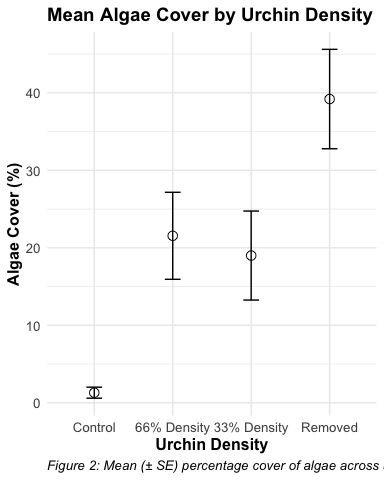 Mean Algae Cover by Urchin Density
Algae Cover (%)
40
30
20
10
0
Control 66% Density 33% Density Removed
Urchin Density
Figure 2: Mean (± SE) percentage cover of algae across